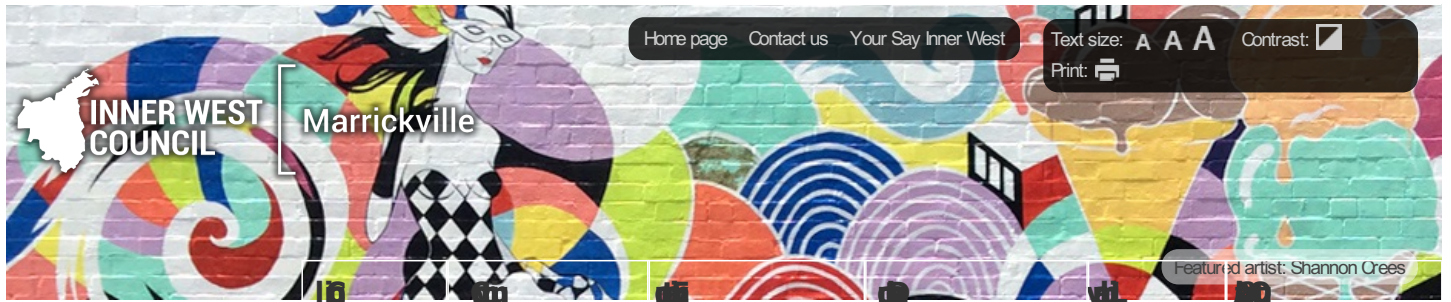 Home page Contact us Your Say Inner West
Text size: A A A Contrast:
Print:
INNER WEST
COUNCIL
Marrickville
Featured artist: Shannon Crees